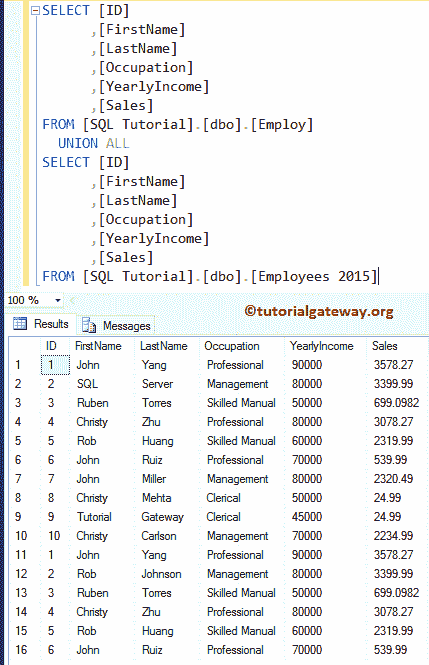 SELECT [ID]
,[FirstName]
,[LastName]
,[Occupation]
,[YearlyIncome]
,[Sales]
FROM [SQL Tutorial].[dbo].[Employ]
UNION ALL
SELECT [ID]
,[FirstName]
,[LastName]
,[Occupation]
,[YearlyIncome]
,[Sales]
FROM [SQL Tutorial].[dbo].[Employees 2015]
100 %
©tutorialgateway.org
Results Messages
ID FirstName LastName Occupation YearlyIncome Sales
1 1 John Yang Professional 90000 3578.27
2 2 SQL Server Management 80000 3399.99
3 3 Ruben Torres Skilled Manual 50000 699.0982
4 4 Christy Zhu Professional 80000 3078.27
5 5 Rob Huang Skilled Manual 60000 2319.99
6 6 John Ruiz Professional 70000 539.99
7 7 John Miller Management 80000 2320.49
8 8 Christy Mehta Clerical 50000 24.99
9 9 Tutorial Gateway Clerical 45000 24.99
10 10 Christy Carlson Management 70000 2234.99
11 1 John Yang Professional 90000 3578.27
12 2 Rob Johnson Management 80000 3399.99
13 3 Ruben Torres Skilled Manual 50000 699.0982
14 4 Christy Zhu Professional 80000 3078.27
15 5 Rob Huang Skilled Manual 60000 2319.99
16 6 John Ruiz Professional 70000 539.99